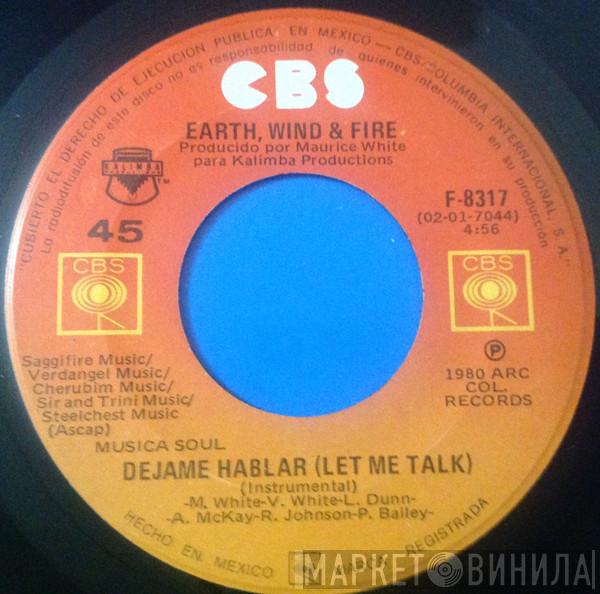 "CUBIERTO EL DERECHO DE EJECUCION PUBLICA EN MEXICO - CBS/COLUMBIA INTERNACIONAL, S. A."
La radiodifusión de este disco no es responsabilidad de quienes intervinieron en su producción
CBS
EARTH, WIND & FIRE
Producido por Maurice White
para Kalimba Productions
KALIMBA
TM
45
F-8317
(02-01-7044)
4:56
CBS
CBS
Saggifire Music/
Verdangel Music/
Cherubim Music/
Sir and Trini Music/
Steelchest Music
(Ascap)
P
1980 ARC
COL.
RECORDS
MUSICA SOUL
DEJAME HABLAR (LET ME TALK)
(Instrumental)
-M. White-V. White-L. Dunn-
-A. McKay-R. Johnson-P. Bailey-
HECHO EN MEXICO MARCA REGISTRADA
МАРКЕТ ВИНИЛА